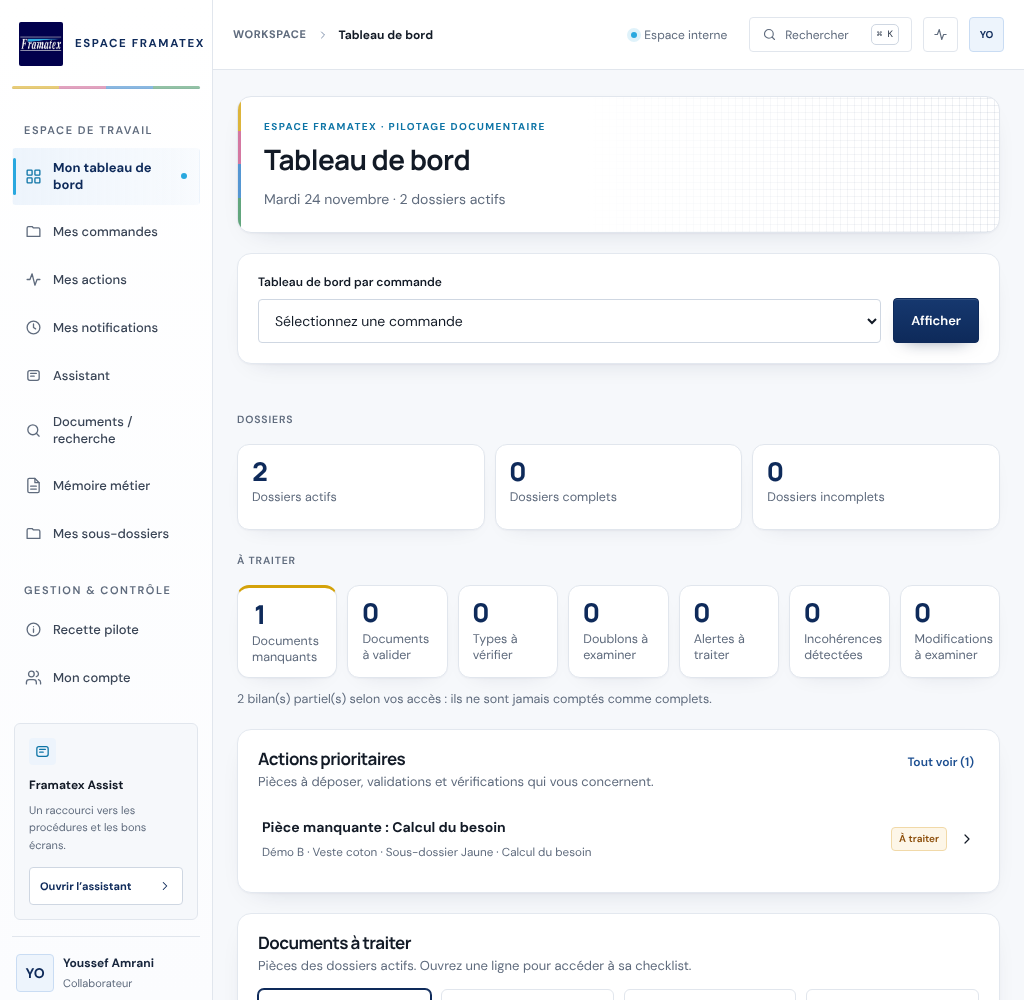 Framatex
ESPACE FRAMATEX
ESPACE DE TRAVAIL
Mon tableau de
bord
Mes commandes
Mes actions
Mes notifications
Assistant
Documents /
recherche
Mémoire métier
Mes sous-dossiers
GESTION & CONTRÔLE
Recette pilote
Mon compte
Framatex Assist
Un raccourci vers les
procédures et les bons
écrans.
Ouvrir l’assistant
YO
Youssef Amrani
Collaborateur
WORKSPACE
Tableau de bord
Espace interne
Rechercher
⌘ K
YO
ESPACE FRAMATEX · PILOTAGE DOCUMENTAIRE
Tableau de bord
Mardi 24 novembre · 2 dossiers actifs
Tableau de bord par commande
Sélectionnez une commande
Afficher
DOSSIERS
2
Dossiers actifs
0
Dossiers complets
0
Dossiers incomplets
À TRAITER
1
Documents
manquants
0
Documents
à valider
0
Types à
vérifier
0
Doublons à
examiner
0
Alertes à
traiter
0
Incohérences
détectées
0
Modifications
à examiner
2 bilan(s) partiel(s) selon vos accès : ils ne sont jamais comptés comme complets.
Actions prioritaires
Tout voir (1)
Pièces à déposer, validations et vérifications qui vous concernent.
Pièce manquante : Calcul du besoin
À traiter
Démo B · Veste coton · Sous-dossier Jaune · Calcul du besoin
Documents à traiter
Pièces des dossiers actifs. Ouvrez une ligne pour accéder à sa checklist.